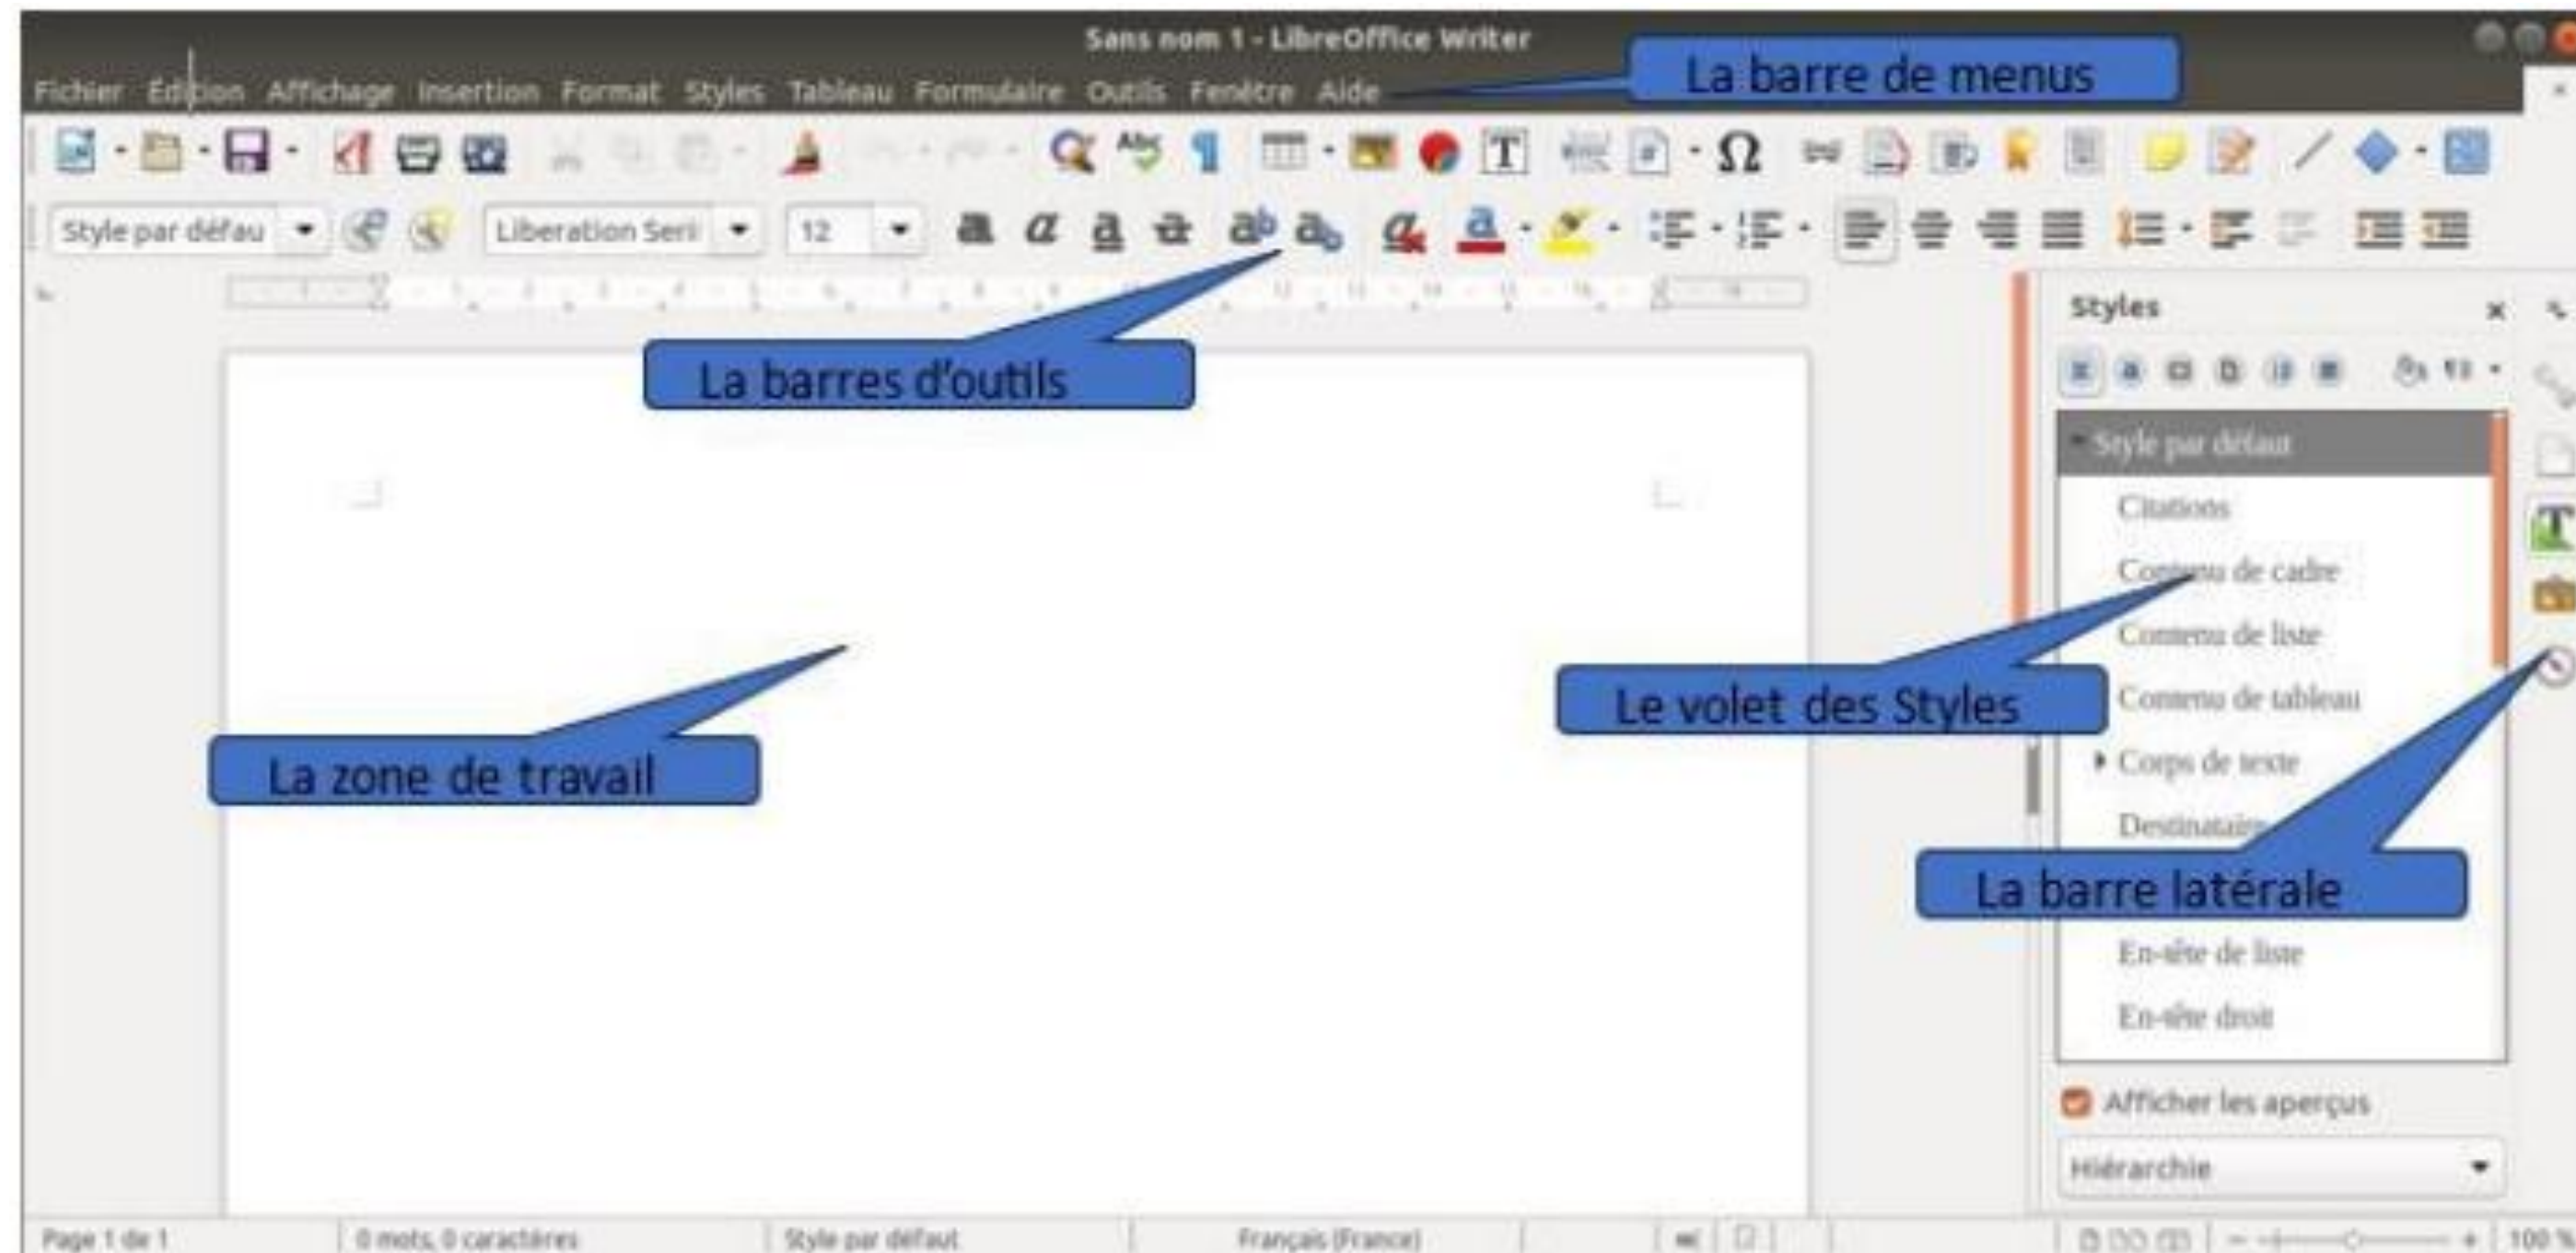 Sans nom 1 - LibreOffice Writer
La barre de menus
Fichier Édition Affichage Insertion Format Styles Tableau Formulaire Outils Fenêtre Aide
Style par défau Liberation Seri 12
La barres d'outils
Styles
Style par défaut
Citations
Contenu de cadre
Contenu de liste
Le volet des Styles
Contenu de tableau
La zone de travail
Corps de texte
Destinataire
La barre latérale
En-tête de liste
En-tête droit
Afficher les aperçus
Hiérarchie
Page 1 de 1 0 mots, 0 caractères Style par défaut Français (France) 100 %